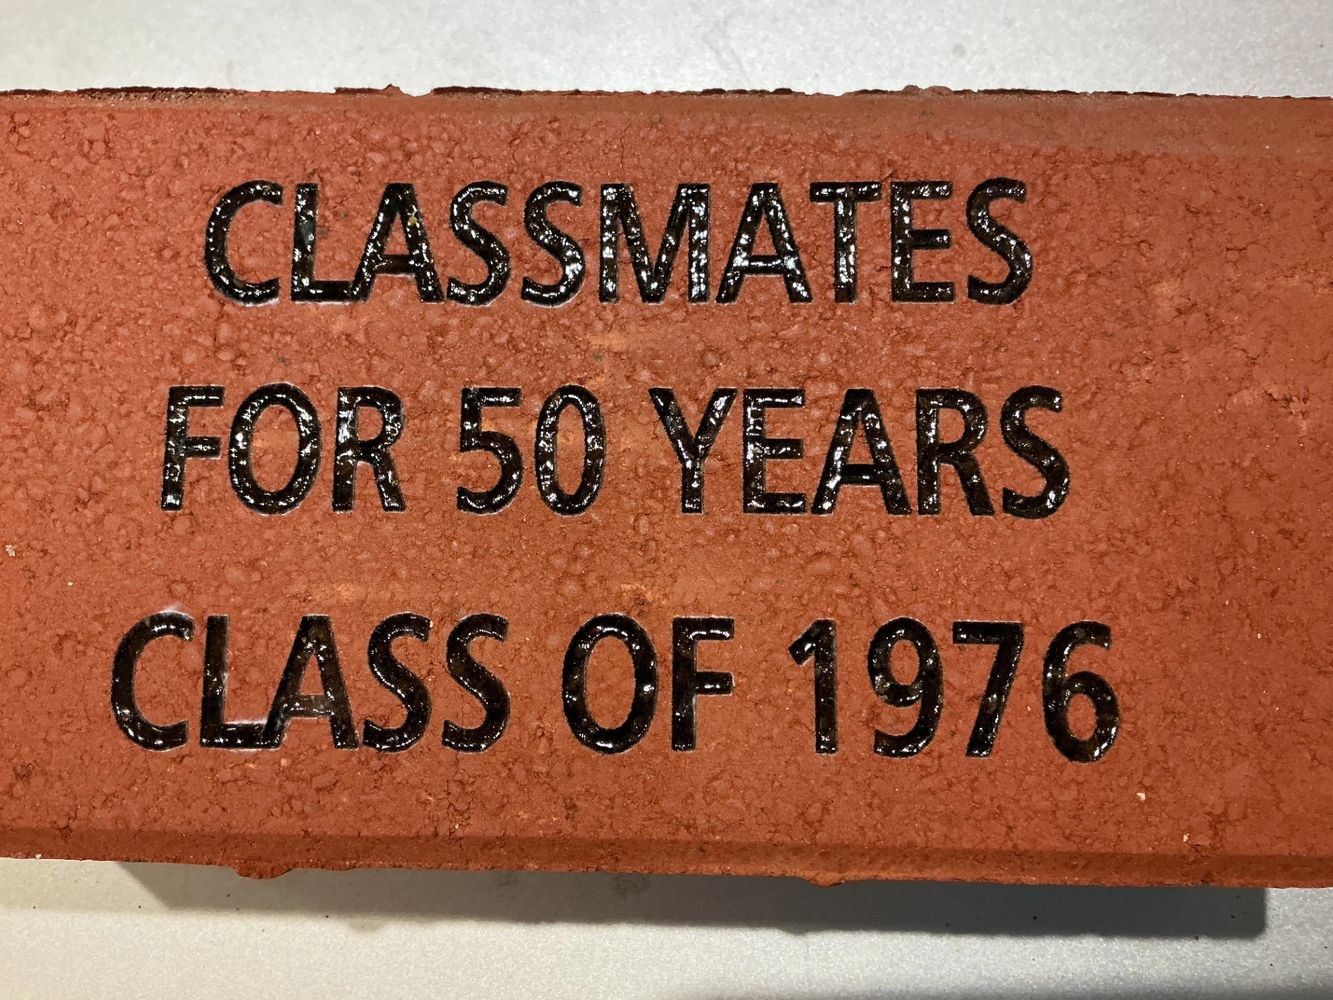 CLASSMATES
FOR 50 YEARS
CLASS OF 1976